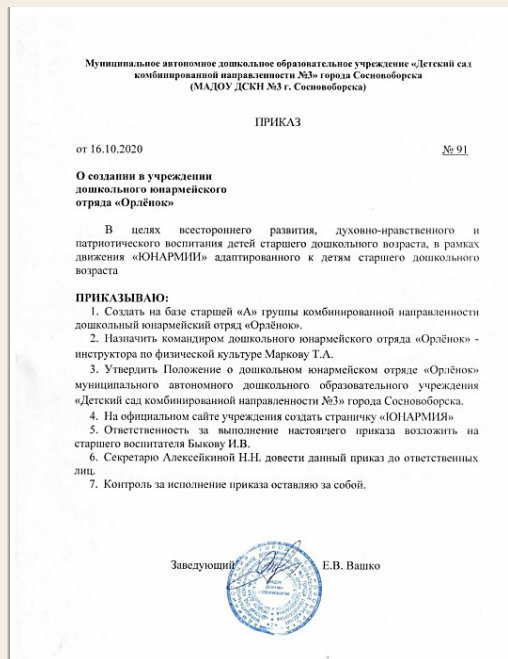 Муниципальное автономное дошкольное образовательное учреждение «Детский сад
комбинированной направленности №3» города Сосновоборска
(МАДОУ ДСКН №3 г. Сосновоборска)
ПРИКАЗ
от 16.10.2020 № 91
О создании в учреждении
дошкольного юнармейского
отряда «Орлёнок»
В целях всестороннего развития, духовно-нравственного и
патриотического воспитания детей старшего дошкольного возраста, в рамках
движения «ЮНАРМИИ» адаптированного к детям старшего дошкольного
возраста
ПРИКАЗЫВАЮ:
1. Создать на базе старшей «А» группы комбинированной направленности
дошкольный юнармейский отряд «Орлёнок».
2. Назначить командиром дошкольного юнармейского отряда «Орлёнок» -
инструктора по физической культуре Маркову Т.А.
3. Утвердить Положение о дошкольном юнармейском отряде «Орлёнок»
муниципального автономного дошкольного образовательного учреждения
«Детский сад комбинированной направленности №3» города Сосновоборска.
4. На официальном сайте учреждения создать страничку «ЮНАРМИЯ»
5. Ответственность за выполнение настоящего приказа возложить на
старшего воспитателя Быкову И.В.
6. Секретарю Алексейкиной Н.Н. довести данный приказ до ответственных
лиц.
7. Контроль за исполнение приказа оставляю за собой.
Заведующий Е.В. Вашко